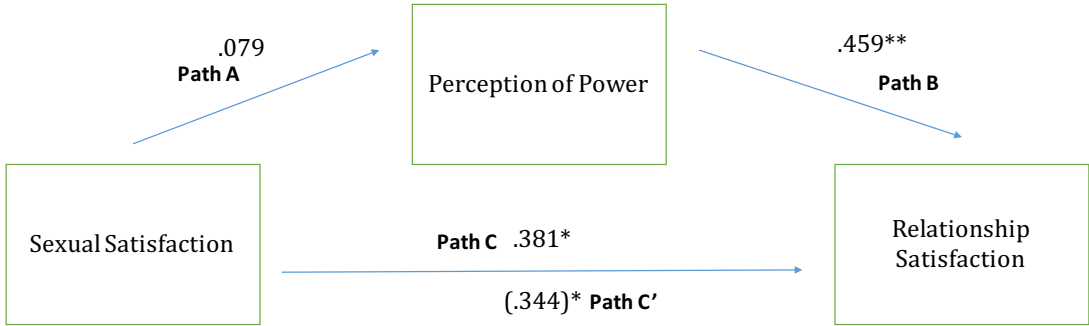 .079
Path A
Perception of Power
.459**
Path B
Sexual Satisfaction
Path C .381*
(.344)* Path C’
Relationship
Satisfaction